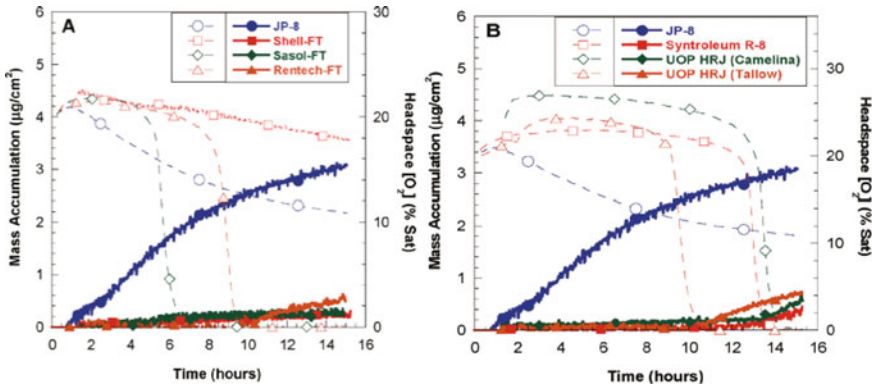 A
JP-8
Shell-FT
Sasol-FT
Rentech-FT
Mass Accumulation (μg/cm²)
6
5
4
3
2
1
0
Headspace [O₂] (% Sat)
30
20
10
0
0 2 4 6 8 10 12 14 16
Time (hours)
B
JP-8
Syntroleum R-8
UOP HRJ (Camelina)
UOP HRJ (Tallow)
Mass Accumulation (μg/cm²)
6
5
4
3
2
1
0
Headspace [O₂] (% Sat)
30
20
10
0
0 2 4 6 8 10 12 14 16
Time (hours)